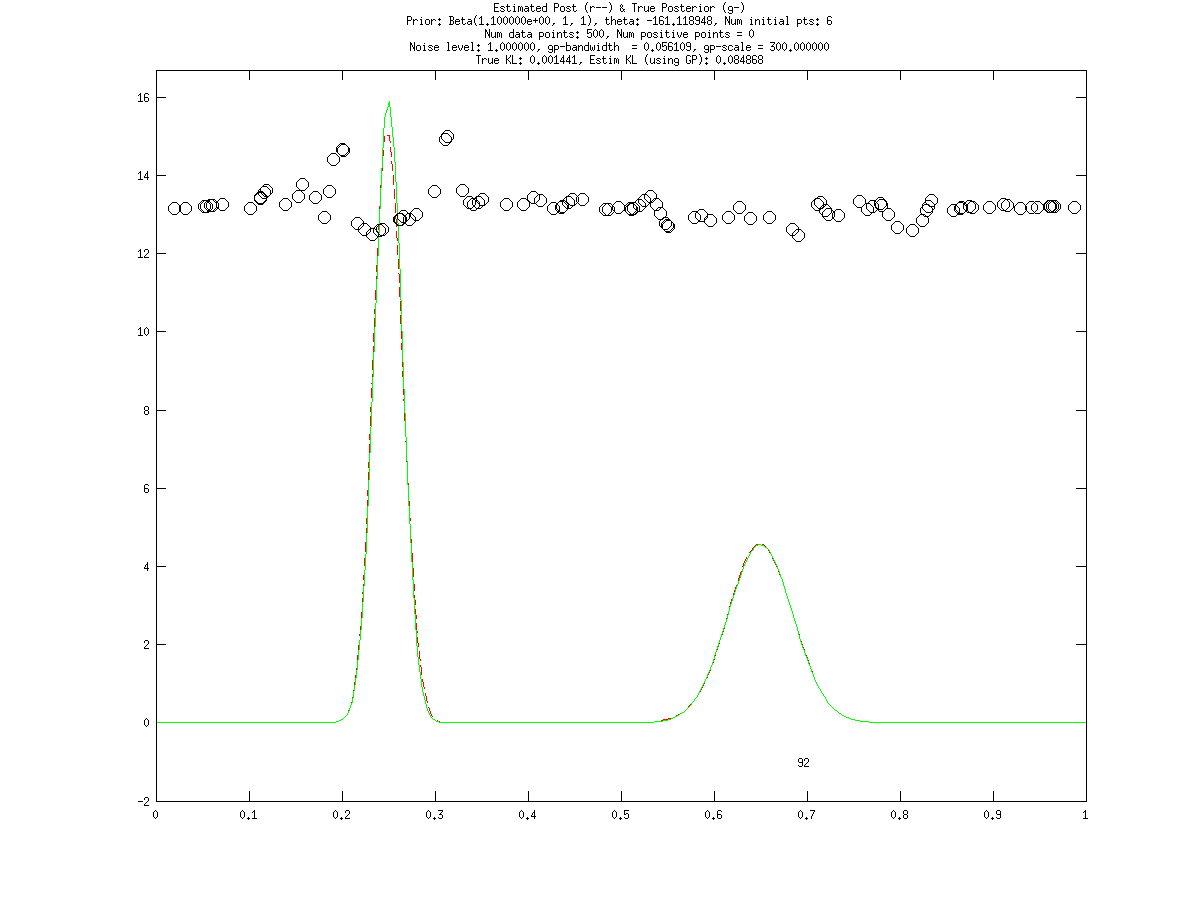 Estimated Post (r--) & True Posterior (g-)
Prior: Beta(1.100000e+00, 1, 1), theta: -161.118948, Num initial pts: 6
Num data points: 500, Num positive points = 0
Noise level: 1.000000, gp-bandwidth  = 0.056109, gp-scale = 300.000000
True KL: 0.001441, Estim KL (using GP): 0.084868
16
14
12
10
8
6
4
2
0
92
-2
0 0.1 0.2 0.3 0.4 0.5 0.6 0.7 0.8 0.9 1